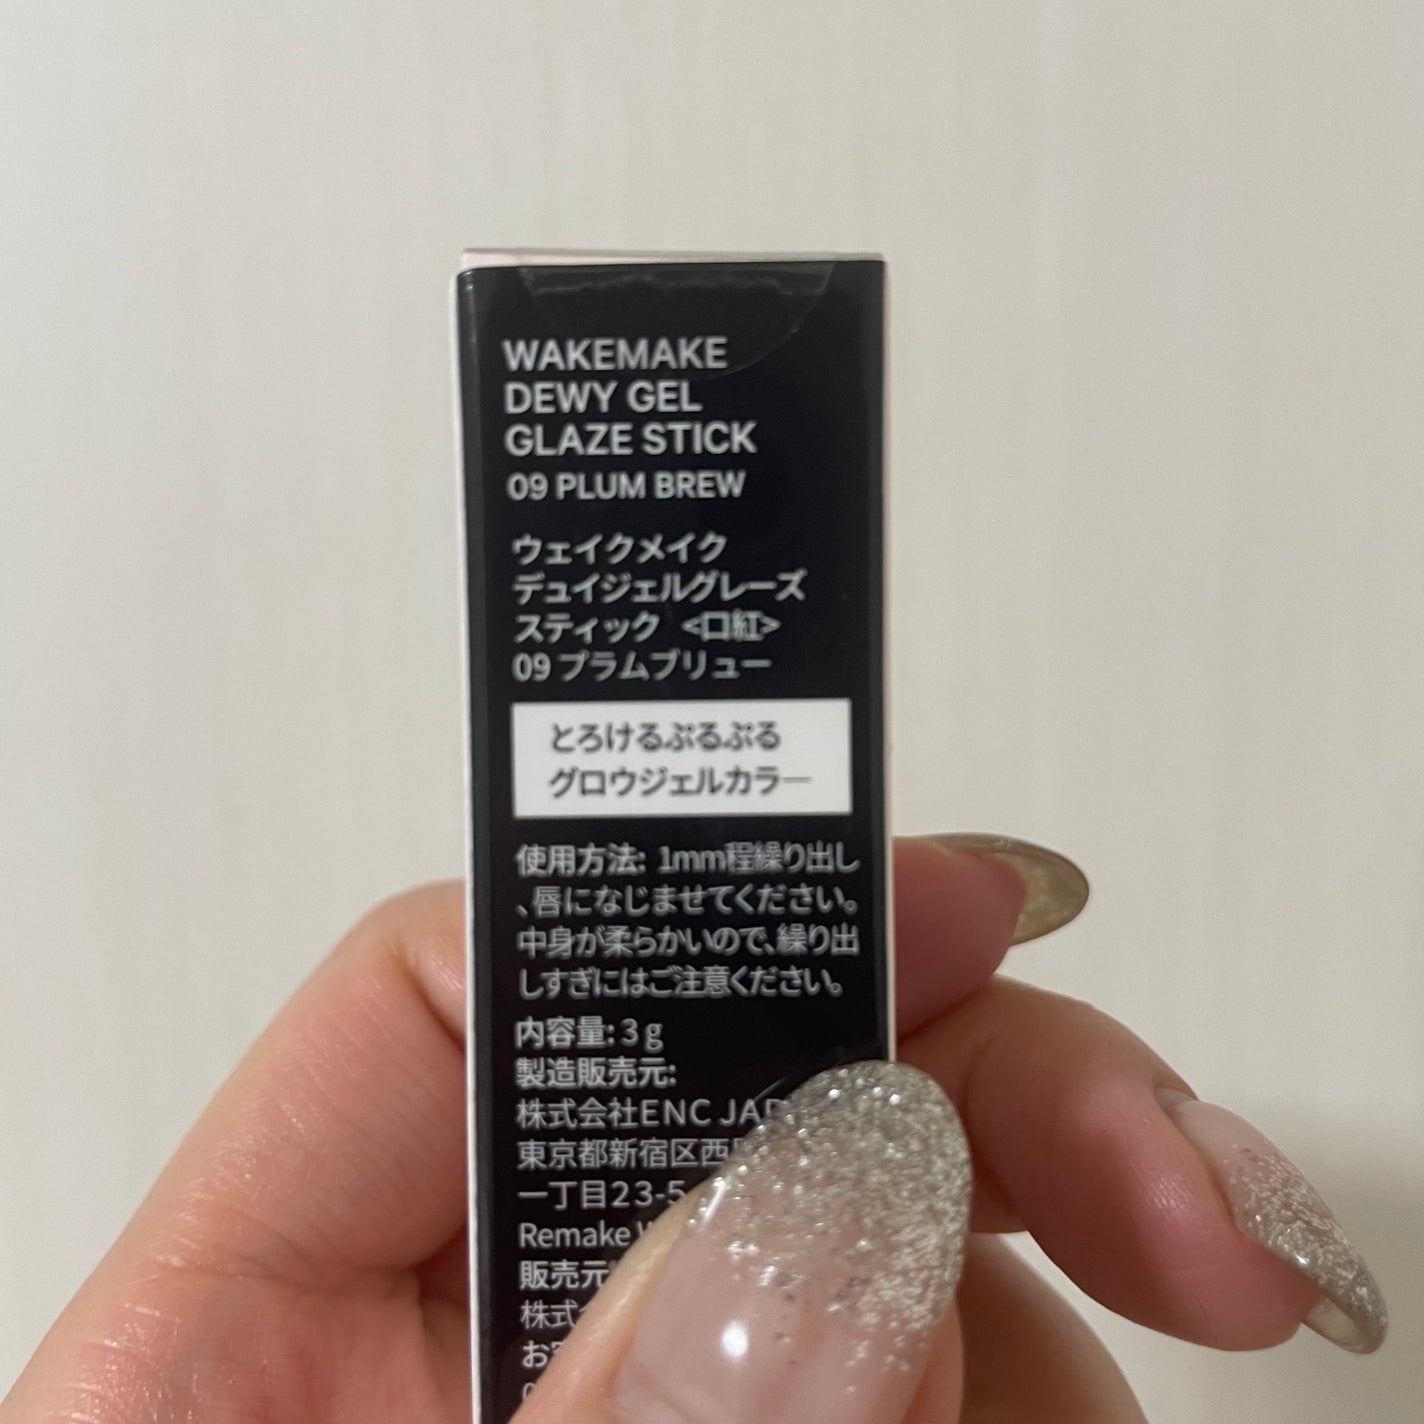 WAKEMAKE
DEWY GEL
GLAZE STICK
09 PLUM BREW
ウェイクメイク
デュイジェルグレーズ
スティック <口紅>
09 プラムブリュー
とろけるぷるぷる
グロウジェルカラー
使用方法: 1mm程繰り出し
、唇になじませてください。
中身が柔らかいので、繰り出
しすぎにはご注意ください。
内容量: 3g
製造販売元:
株式会社ENC
東京都新宿区西
一丁目23-5
Remake
販売元
株式
お